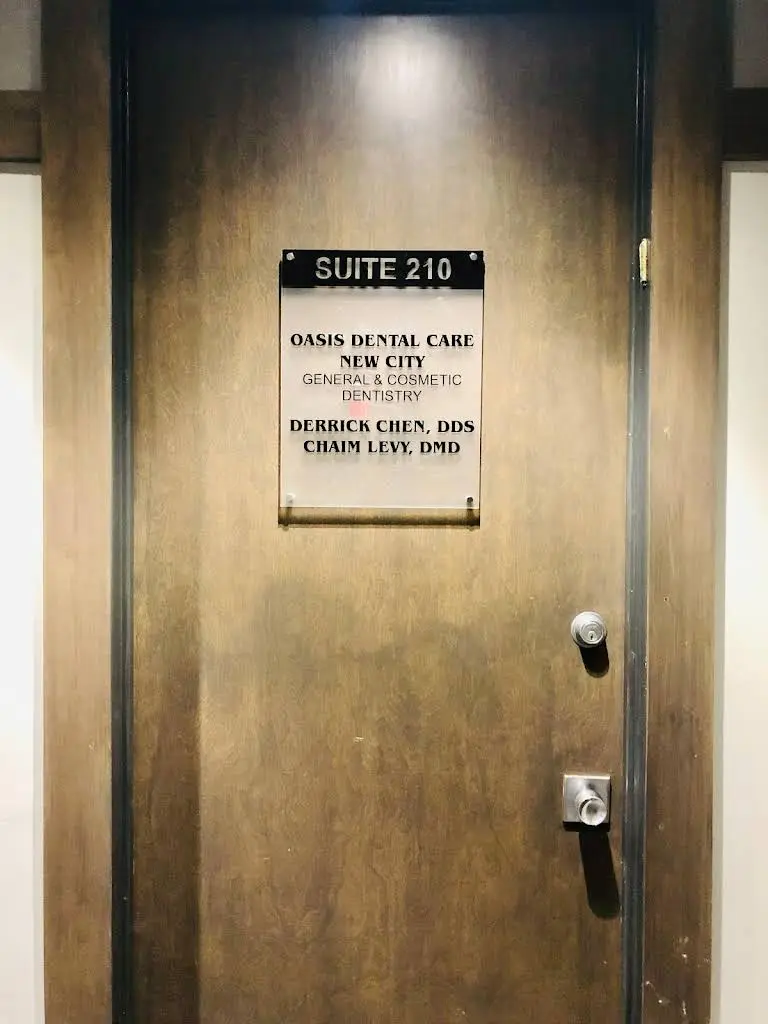 SUITE 210
OASIS DENTAL CARE
NEW CITY
GENERAL & COSMETIC
DENTISTRY
DERRICK CHEN, DDS
CHAIM LEVY, DMD